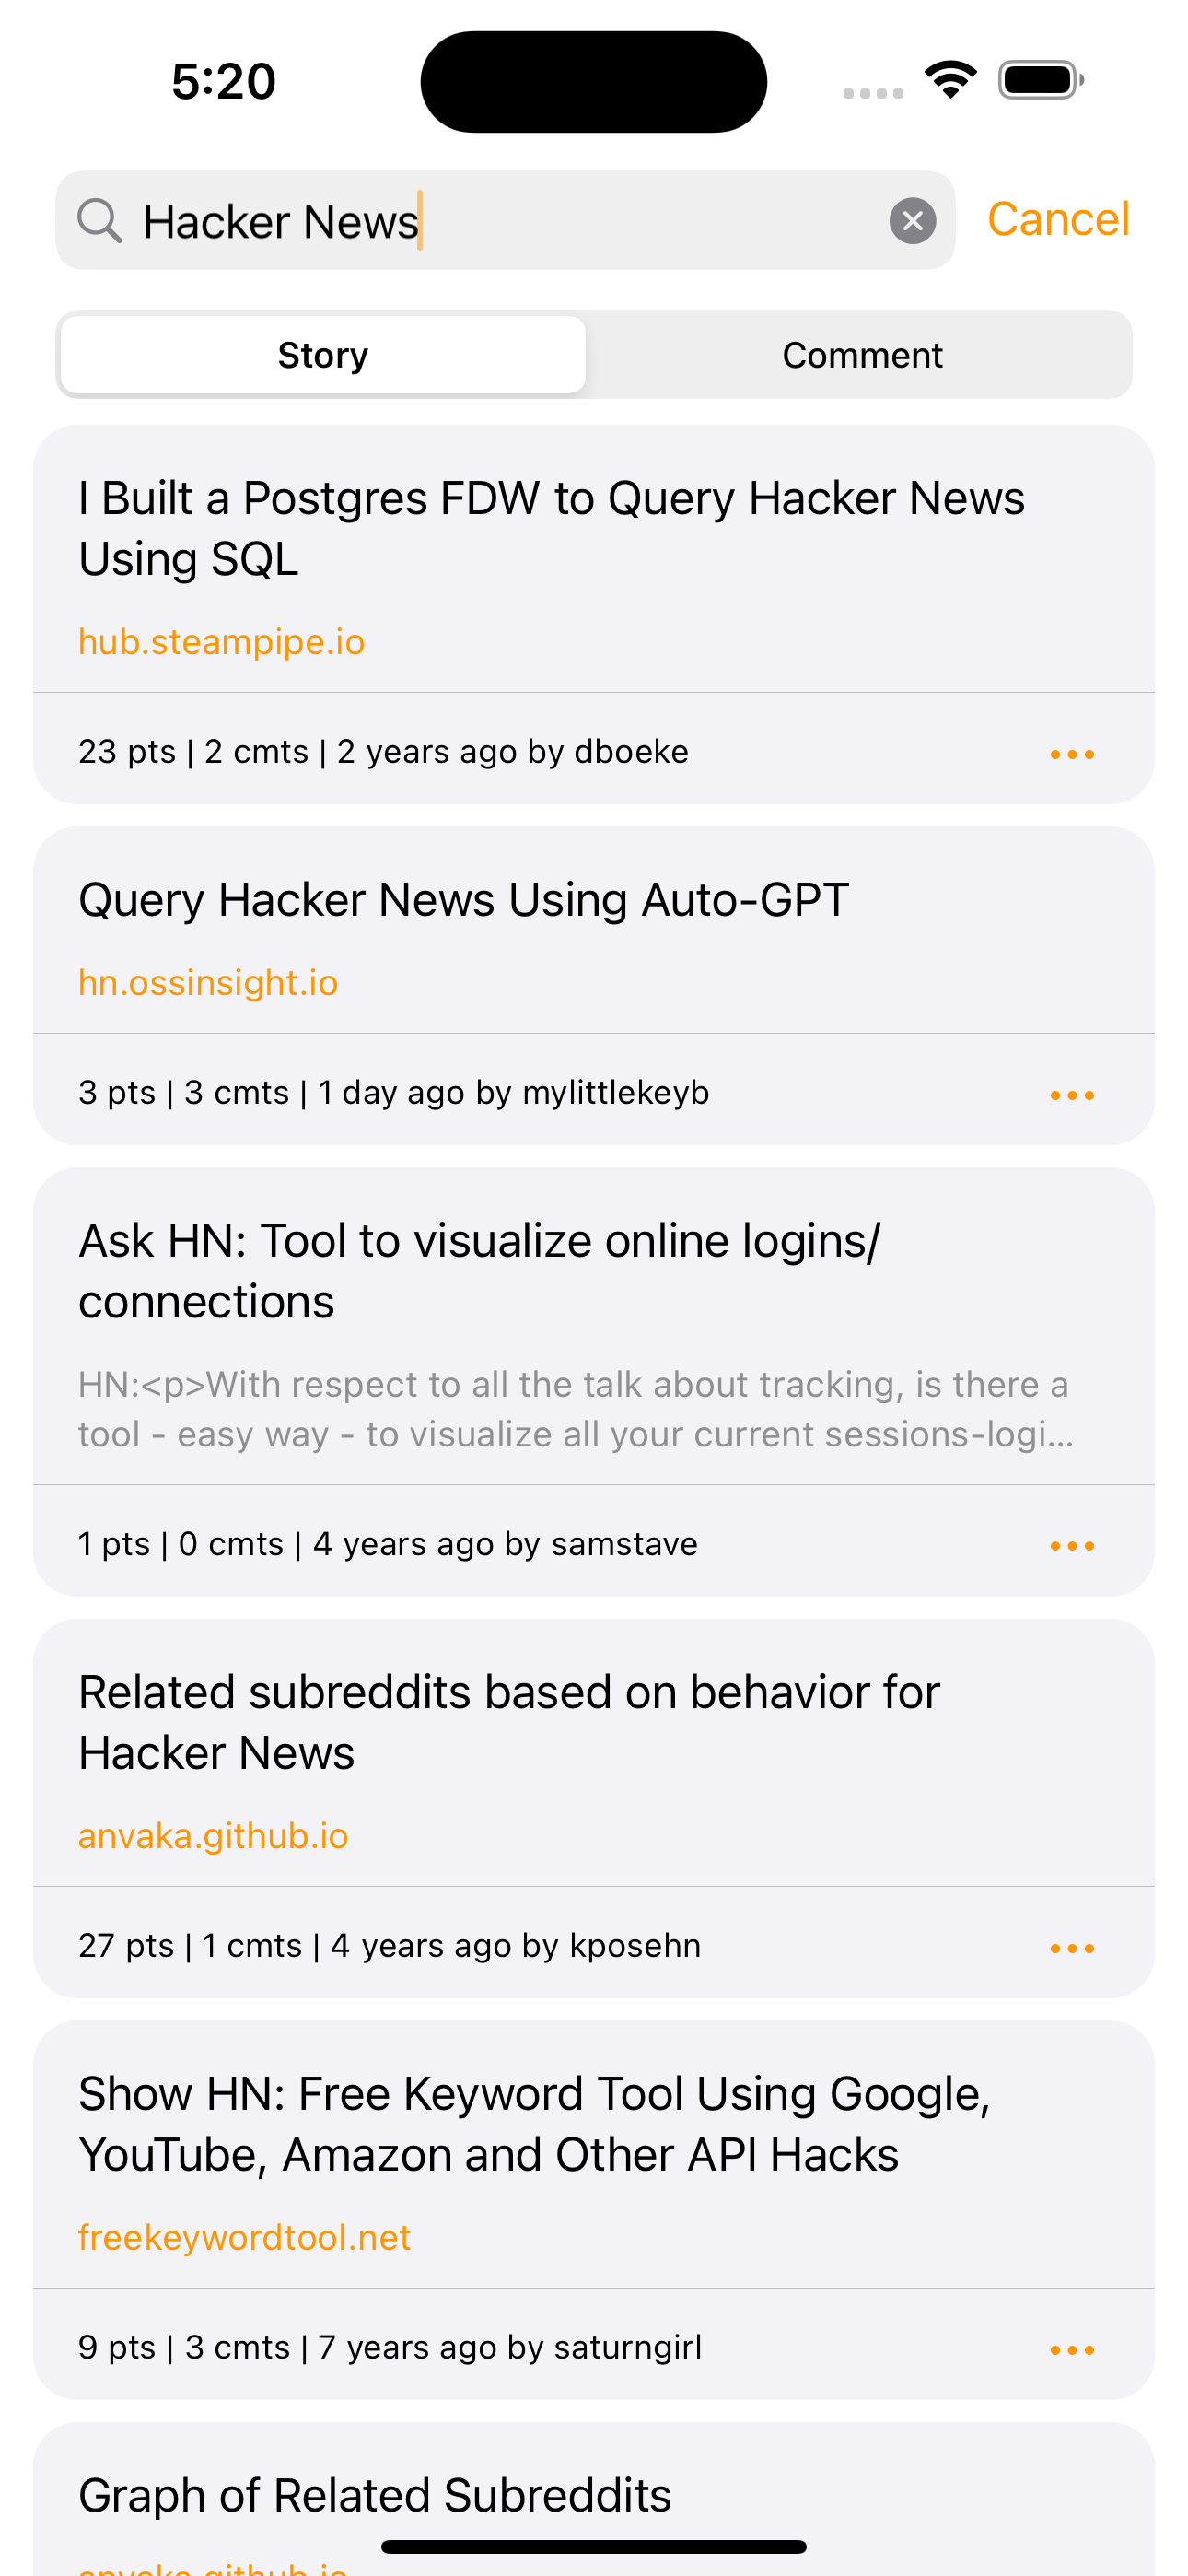 5:20
Hacker News
Cancel
Story
Comment
I Built a Postgres FDW to Query Hacker News
Using SQL
hub.steampipe.io
23 pts | 2 cmts | 2 years ago by dboeke
Query Hacker News Using Auto-GPT
hn.ossinsight.io
3 pts | 3 cmts | 1 day ago by mylittlekeyb
Ask HN: Tool to visualize online logins/
connections
HN:<p>With respect to all the talk about tracking, is there a
tool - easy way - to visualize all your current sessions-logi...
1 pts | 0 cmts | 4 years ago by samstave
Related subreddits based on behavior for
Hacker News
anvaka.github.io
27 pts | 1 cmts | 4 years ago by kposehn
Show HN: Free Keyword Tool Using Google,
YouTube, Amazon and Other API Hacks
freekeywordtool.net
9 pts | 3 cmts | 7 years ago by saturngirl
Graph of Related Subreddits
anvaka.github.io